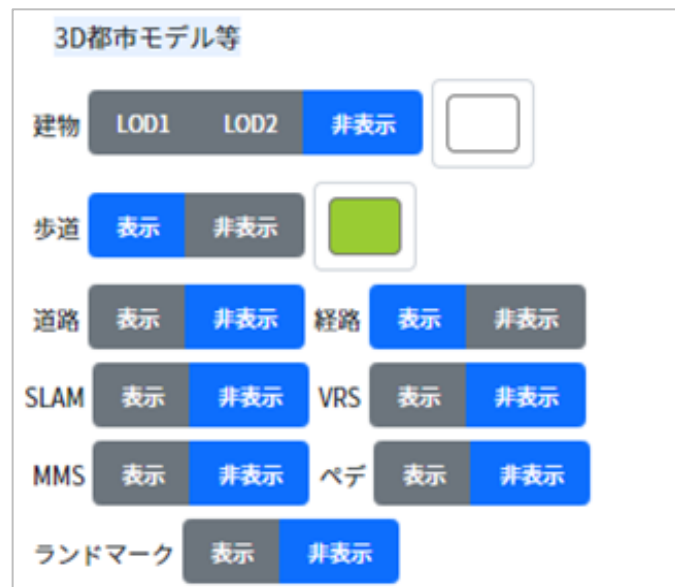 3D都市モデル等
建物 LOD1 LOD2 非表示
歩道 表示 非表示
道路 表示 非表示 経路 表示 非表示
SLAM 表示 非表示 VRS 表示 非表示
MMS 表示 非表示 ペデ 表示 非表示
ランドマーク 表示 非表示